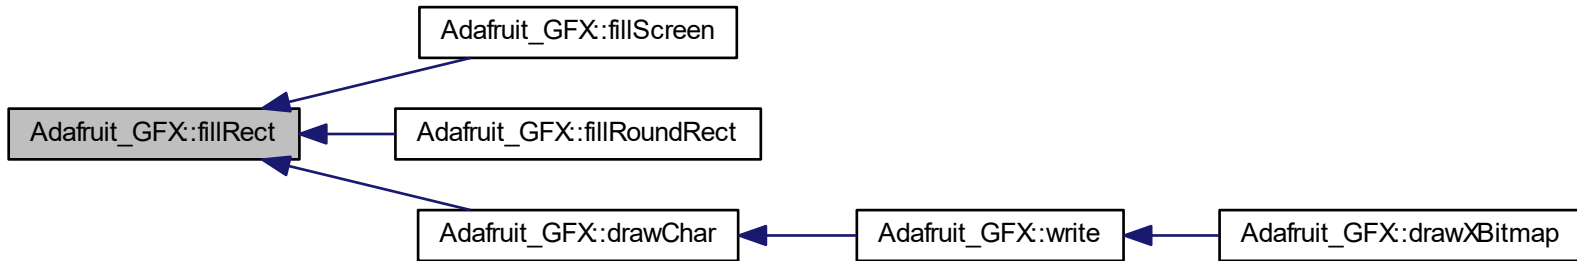 Adafruit_GFX::fillScreen
Adafruit_GFX::fillRect
Adafruit_GFX::fillRoundRect
Adafruit_GFX::drawChar
Adafruit_GFX::write
Adafruit_GFX::drawXBitmap